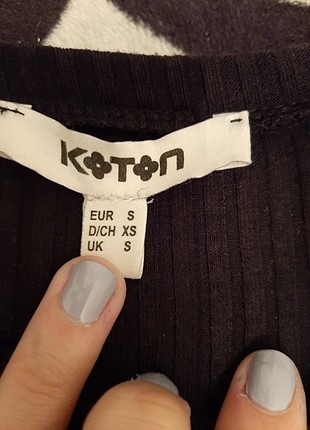 KOTON
EUR S
D/CH XS
UK S